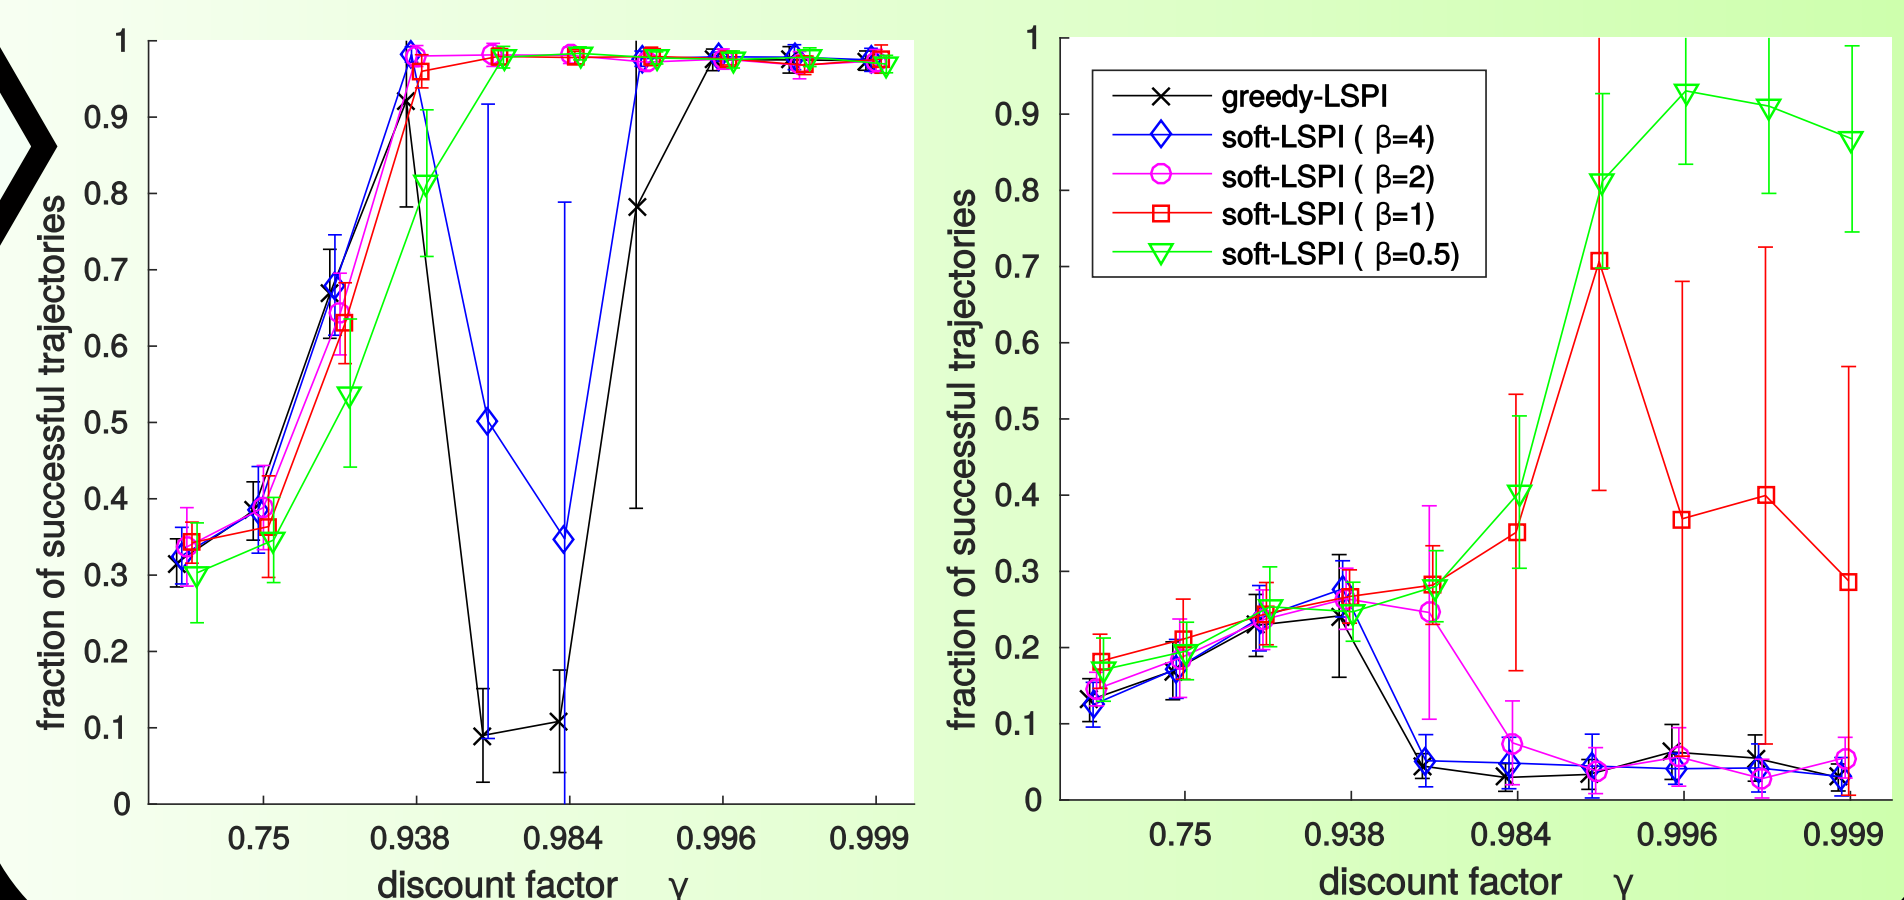 1
0.9
0.8
0.7
0.6
0.5
0.4
0.3
0.2
0.1
0
fraction of successful trajectories
0.75 0.938 0.984 0.996 0.999
discount factor γ
1
0.9
0.8
0.7
0.6
0.5
0.4
0.3
0.2
0.1
0
fraction of successful trajectories
greedy-LSPI
soft-LSPI ( β=4)
soft-LSPI ( β=2)
soft-LSPI ( β=1)
soft-LSPI ( β=0.5)
0.75 0.938 0.984 0.996 0.999
discount factor γ